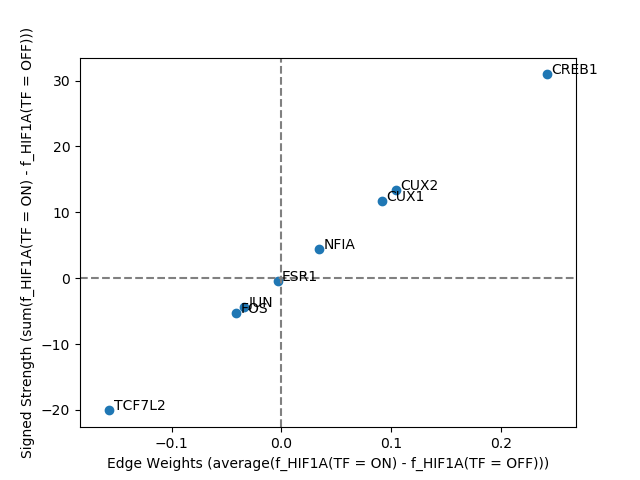 Signed Strength (sum(f_HIF1A(TF = ON) - f_HIF1A(TF = OFF)))
30
20
10
0
−10
−20
CREB1
CUX2
CUX1
NFIA
ESR1
JUN
FOS
TCF7L2
−0.1
0.0
0.1
0.2
Edge Weights (average(f_HIF1A(TF = ON) - f_HIF1A(TF = OFF)))